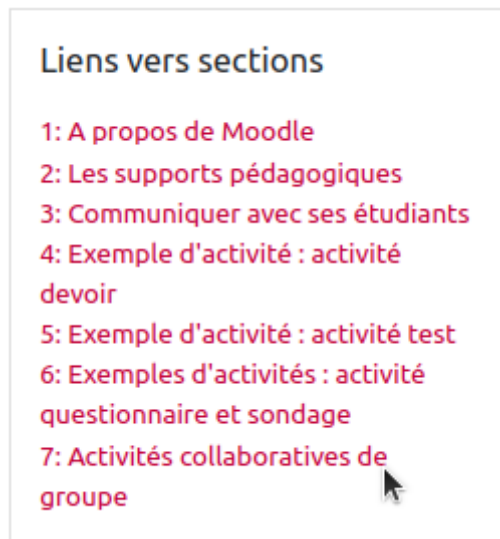 Liens vers sections
1: A propos de Moodle
2: Les supports pédagogiques
3: Communiquer avec ses étudiants
4: Exemple d'activité : activité
devoir
5: Exemple d'activité : activité test
6: Exemples d'activités : activité
questionnaire et sondage
7: Activités collaboratives de
groupe